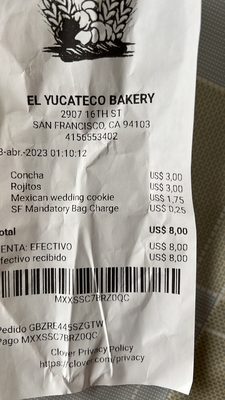 EL YUCATECO BAKERY
2907 16TH ST
SAN FRANCISCO, CA 94103
4156553402
-abr.-2023 01:10:12
Concha US$ 3,00
Rojitos US$ 3,00
Mexican wedding cookie US$ 1,75
SF Mandatory Bag Charge US$ 0,25
otal US$ 8,00
ENTA: EFECTIVO US$ 8,00
fectivo recibido US$ 8,00
MXXSSC7BRZ0QC
Pedido GBZRE44SSZGTW
Pago MXXSSC7BRZ0QC
Clover Privacy Policy
https://clover.com/privacy